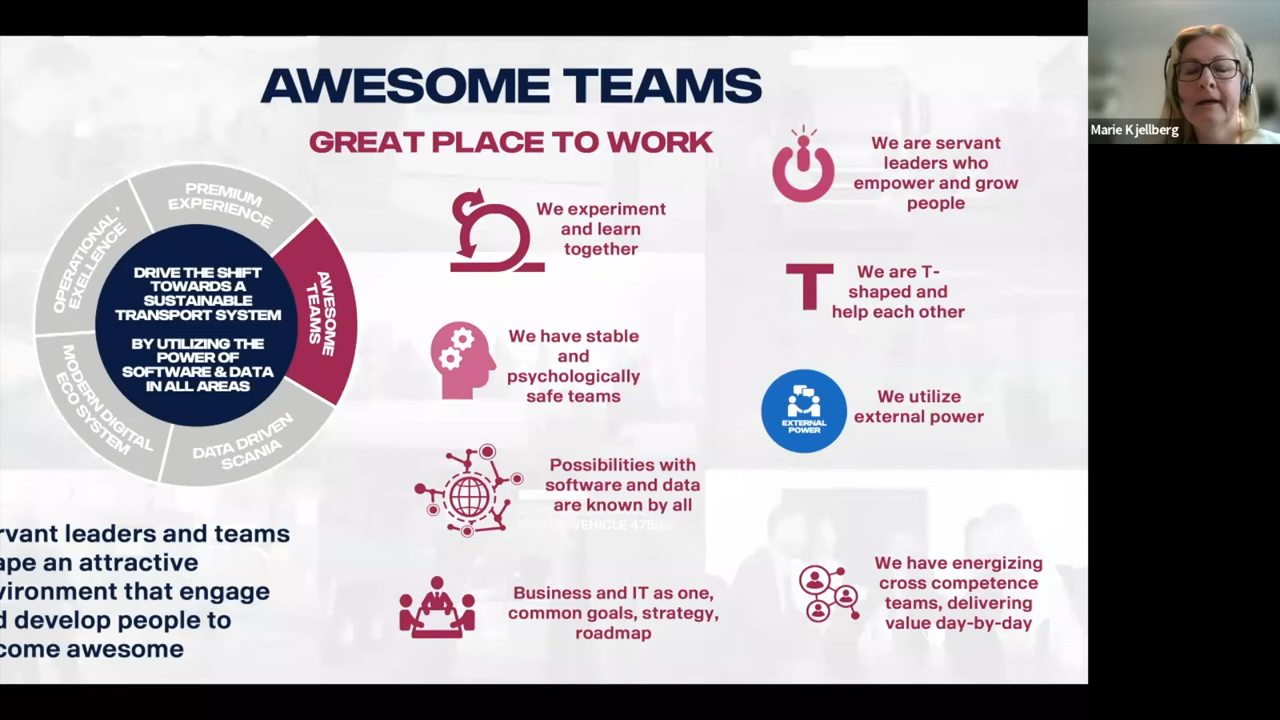 AWESOME TEAMS
GREAT PLACE TO WORK
PREMIUM
EXPERIENCE
OPERATIONAL '
EXELLENCE
AWESOME
TEAMS
MODERN DIGITAL
ECO SYSTEM
DATA DRIVEN
SCANIA
DRIVE THE SHIFT
TOWARDS A
SUSTAINABLE
TRANSPORT SYSTEM
BY UTILIZING THE
POWER OF
SOFTWARE & DATA
IN ALL AREAS
rvant leaders and teams
ape an attractive
vironment that engage
d develop people to
come awesome
We experiment
and learn
together
We have stable
and
psychologically
safe teams
Possibilities with
software and data
are known by all
VEHICLE 475
Business and IT as one,
common goals, strategy,
roadmap
We are servant
leaders who
empower and grow
people
T
We are T-
shaped and
help each other
EXTERNAL
POWER
We utilize
external power
We have energizing
cross competence
teams, delivering
value day-by-day
Marie Kjellberg